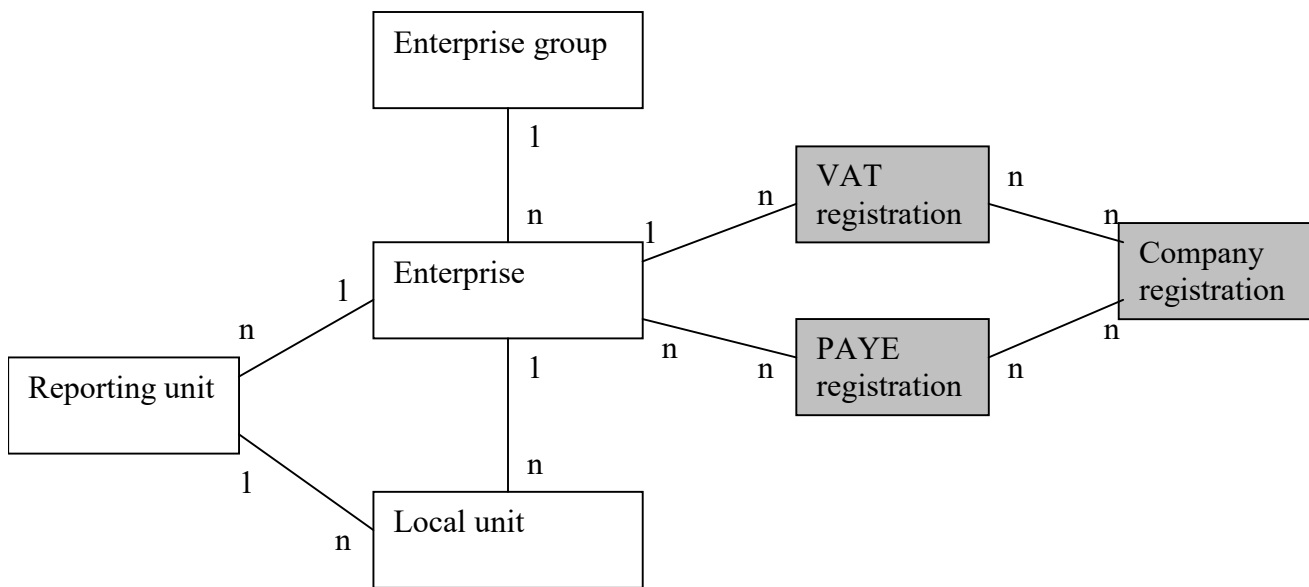 Enterprise group
1
n
VAT
registration
n
n
n
1
Company
registration
Enterprise
1
n
n
n
PAYE
registration
n
n
1
Reporting unit
1
n
n
Local unit